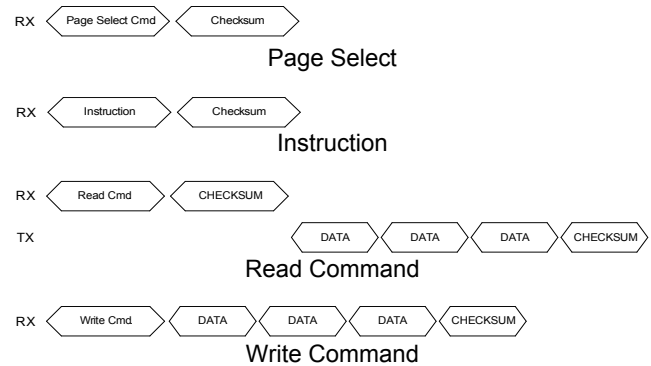 RX Page Select Cmd Checksum
Page Select
RX Instruction Checksum
Instruction
RX Read Cmd CHECKSUM
TX DATA DATA DATA CHECKSUM
Read Command
RX Write Cmd. DATA DATA DATA CHECKSUM
Write Command